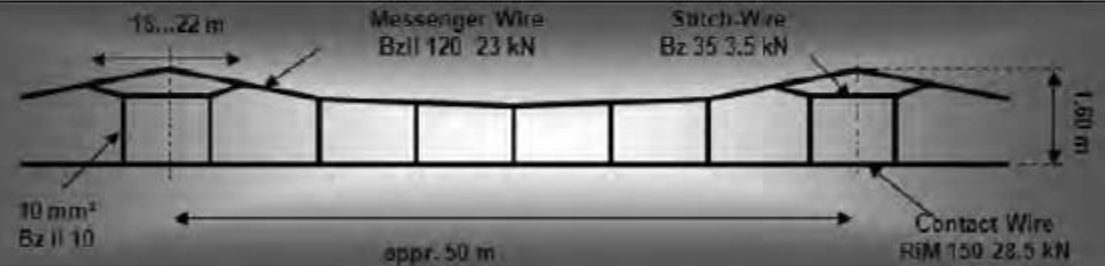 18...22 m
Messenger Wire
BzII 120 23 kN
Stitch-Wire
Bz 35 3.5 kN
1,60 m
10 mm²
Bz II 10
appr. 50 m
Contact Wire
RiM 150 28.5 kN